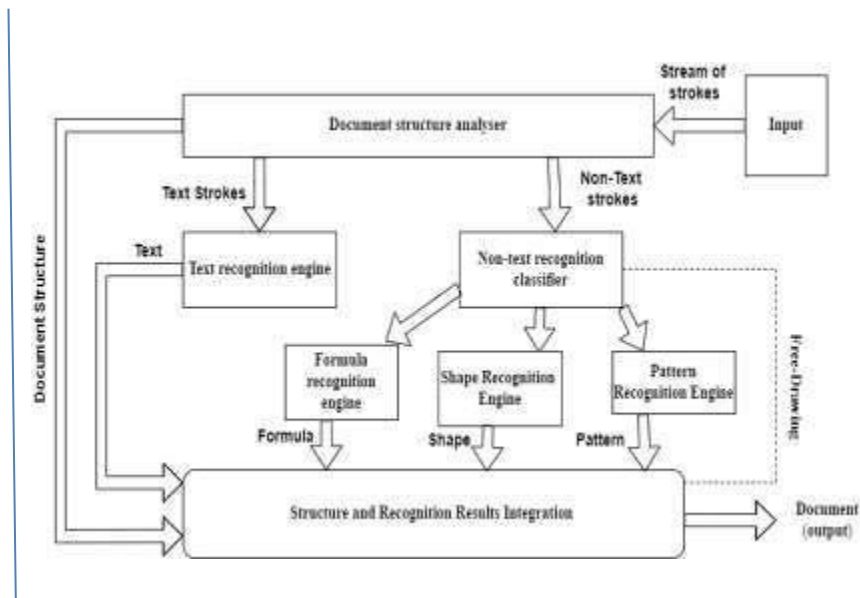 Stream of
strokes
Document structure analyser
Input
Text Strokes
Non-Text
strokes
Text
Text recognition engine
Non-text recognition
classifier
Document Structure
Free-Drawing
Formula
recognition
engine
Shape Recognition
Engine
Pattern
Recognition Engine
Formula
Shape
Pattern
Structure and Recognition Results Integration
Document
(output)